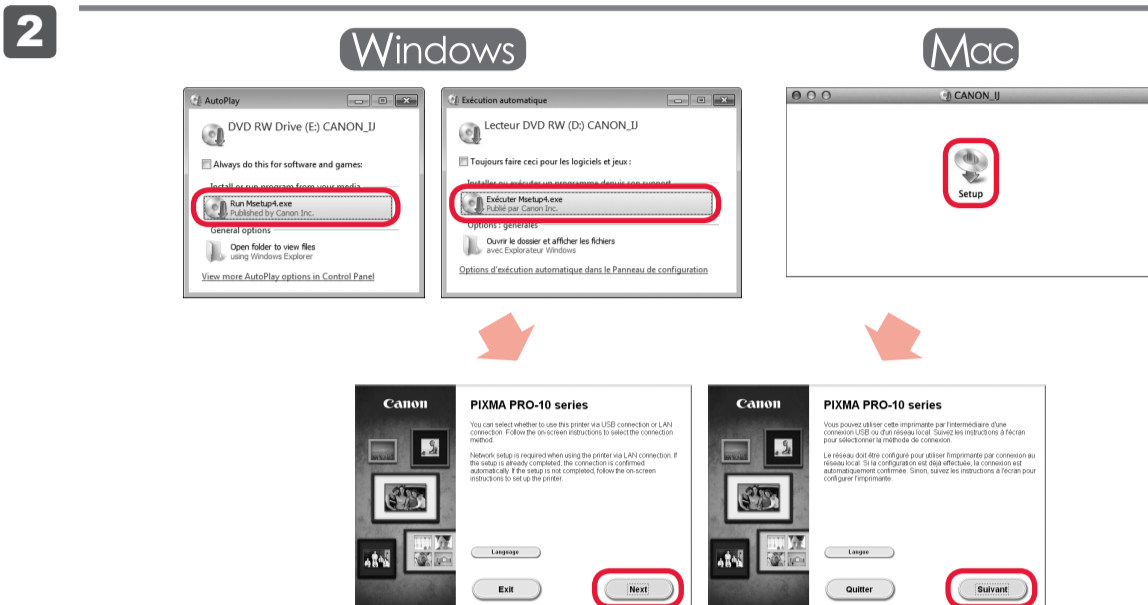 2
Windows
Mac
AutoPlay
DVD RW Drive (E:) CANON_IJ
Always do this for software and games:
Install or run program from your media
Run Msetup4.exe
Published by Canon Inc.
General options
Open folder to view files
using Windows Explorer
View more AutoPlay options in Control Panel
Exécution automatique
Lecteur DVD RW (D:) CANON_IJ
Toujours faire ceci pour les logiciels et jeux :
Installer ou exécuter un programme depuis son support
Exécuter Msetup4.exe
Publié par Canon Inc.
Options : générales
Ouvrir le dossier et afficher les fichiers
avec Explorateur Windows
Options d'exécution automatique dans le Panneau de configuration
CANON_IJ
Setup
Canon
PIXMA PRO-10 series
You can select whether to use this printer via USB connection or LAN
connection. Follow the on-screen instructions to select the connection
method.
Network setup is required when using the printer via LAN connection. If
the setup is already completed, the connection is confirmed
automatically. If the setup is not completed, follow the on-screen
instructions to set up the printer.
Language
Exit
Next
Canon
PIXMA PRO-10 series
Vous pouvez utiliser cette imprimante par l'intermédiaire d'une
connexion USB ou d'un réseau local. Suivez les instructions à l'écran
pour sélectionner la méthode de connexion.
Le réseau doit être configuré pour utiliser l'imprimante par connexion au
réseau local. Si la configuration est déjà effectuée, la connexion est
automatiquement confirmée. Sinon, suivez les instructions à l'écran pour
configurer l'imprimante.
Langue
Quitter
Suivant